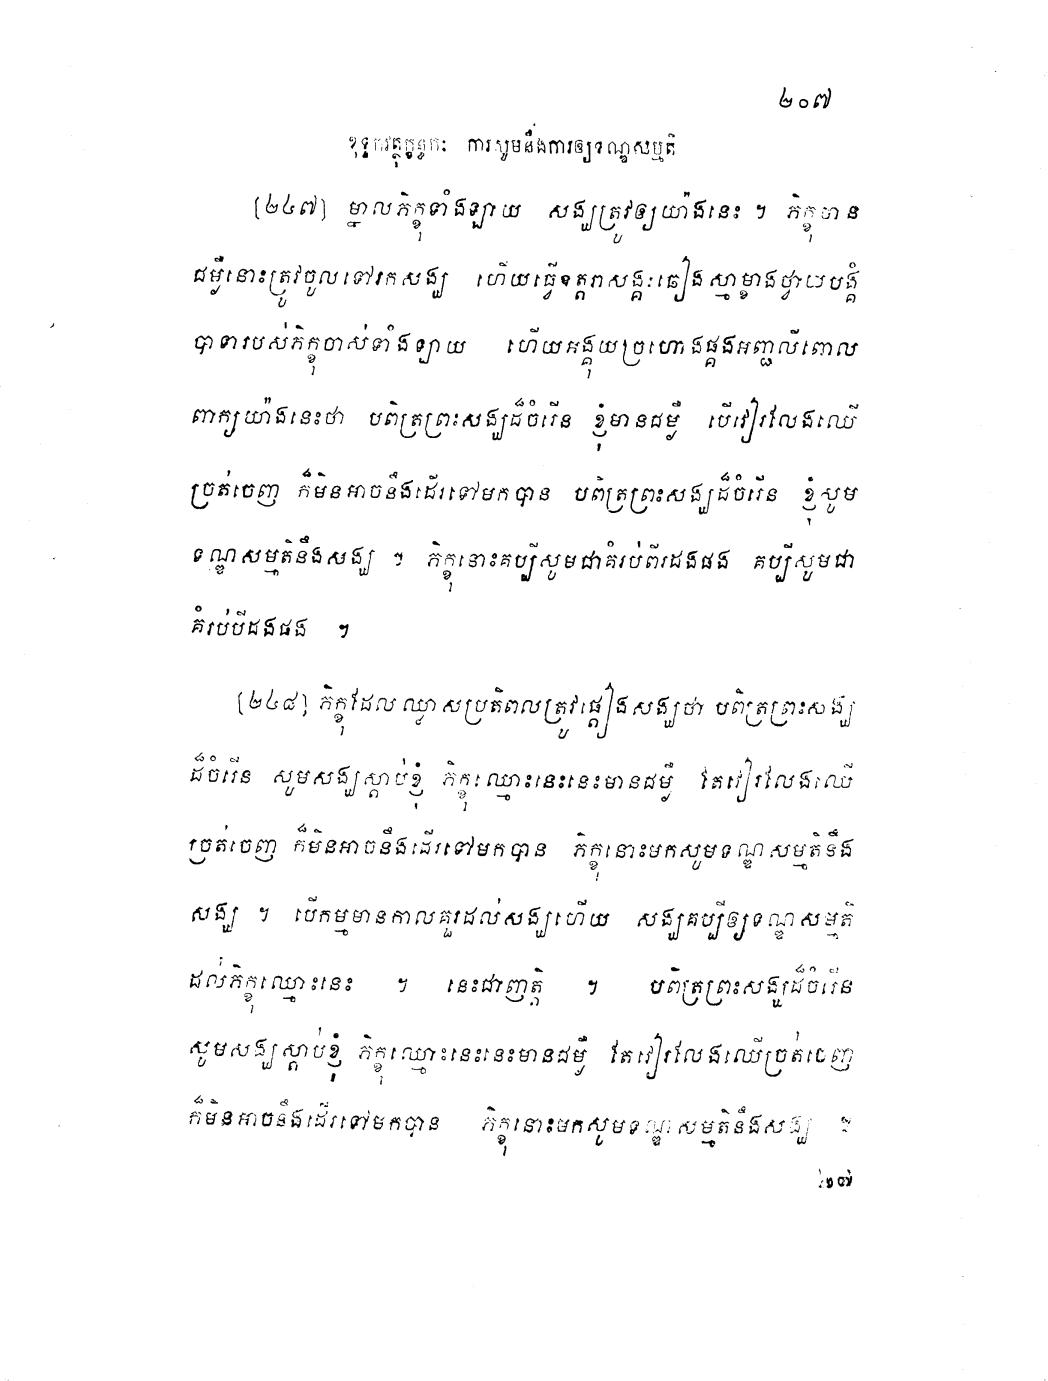 ២០៧
ខុទ្ទកវត្ថុក្ខន្ធកៈ ការសូមនឹងការឲ្យទណ្ឌសម្មតិ
(២៤៧) ម្នាលភិក្ខុទាំងឡាយ សង្ឃត្រូវឲ្យយ៉ាងនេះ ។ ភិក្ខុមាន
ជម្ងឺនោះត្រូវចូលទៅរកសង្ឃ ហើយធ្វើឧត្តរាសង្គៈឆៀងស្មាម្ខាងថ្វាយបង្គំ
បាទារបស់ភិក្ខុចាស់ទាំងឡាយ ហើយអង្គុយច្រហោងផ្គងអញ្ជលីពោល
ពាក្យយ៉ាងនេះថា បពិត្រព្រះសង្ឃដ៏ចំរើន ខ្ញុំមានជម្ងឺ បើវៀរលែងឈើ
ច្រត់ចេញ ក៏មិនអាចនឹងដើរទៅមកបាន បពិត្រព្រះសង្ឃដ៏ចំរើន ខ្ញុំសូម
ទណ្ឌសម្មតិនឹងសង្ឃ ។ ភិក្ខុនោះគប្បីសូមជាគំរប់ពីរដងផង គប្បីសូមជា
គំរប់បីដងផង ។
(២៤៨) ភិក្ខុដែលឈ្លាសប្រតិពលត្រូវផ្តៀងសង្ឃថា បពិត្រព្រះសង្ឃ
ដ៏ចំរើន សូមសង្ឃស្តាប់ខ្ញុំ ភិក្ខុឈ្មោះនេះនេះមានជម្ងឺ តែវៀរលែងឈើ
ច្រត់ចេញ ក៏មិនអាចនឹងដើរទៅមកបាន ភិក្ខុនោះមកសូមទណ្ឌសម្មតិនឹង
សង្ឃ ។ បើកម្មមានកាលគួរដល់សង្ឃហើយ សង្ឃគប្បីឲ្យទណ្ឌសម្មតិ
ដល់ភិក្ខុឈ្មោះនេះ ។ នេះជាញត្តិ ។ បពិត្រព្រះសង្ឃដ៏ចំរើន
សូមសង្ឃស្តាប់ខ្ញុំ ភិក្ខុឈ្មោះនេះនេះមានជម្ងឺ តែវៀរលែងឈើច្រត់ចេញ
ក៏មិនអាចនឹងដើរទៅមកបាន ភិក្ខុនោះមកសូមទណ្ឌសម្មតិនឹងសង្ឃ ។